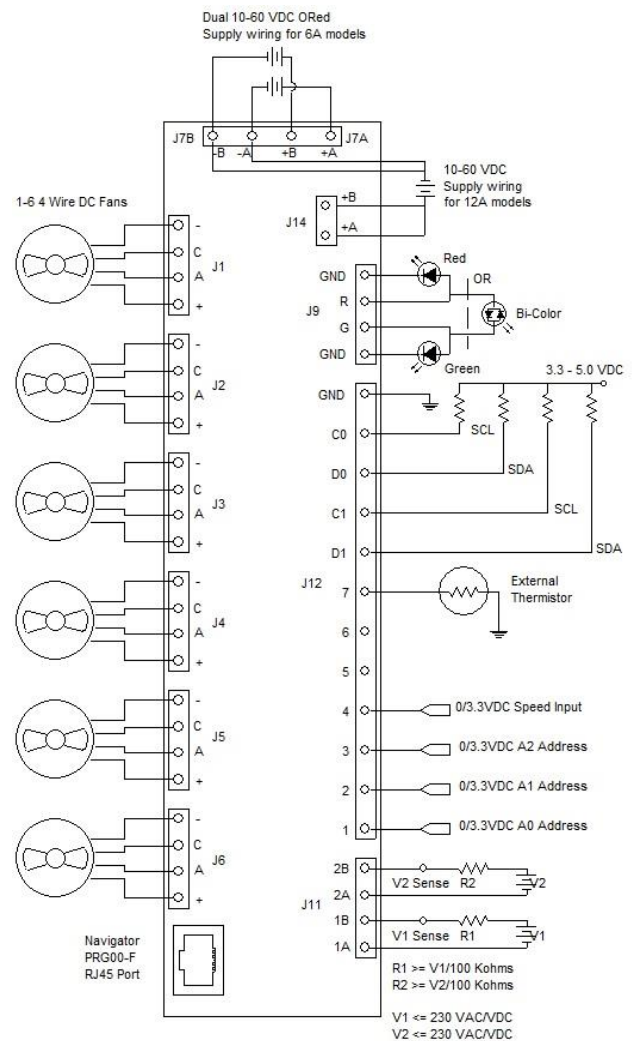 Dual 10-60 VDC ORed
Supply wiring for 6A models
J7B
J7A
-B -A +B +A
10-60 VDC
Supply wiring
for 12A models
1-6 4 Wire DC Fans
+B
J14
+A
-
C
J1
A
+
Red
GND
OR
R
J9
Bi-Color
G
GND
Green
-
C
J2
A
+
3.3 - 5.0 VDC
GND
C0
SCL
D0
SDA
C1
SCL
D1
SDA
-
C
J3
A
+
J12
7
External
Thermistor
6
5
4
0/3.3VDC Speed Input
3
0/3.3VDC A2 Address
2
0/3.3VDC A1 Address
1
0/3.3VDC A0 Address
-
C
J4
A
+
-
C
J5
A
+
-
C
J6
A
+
2B
V2 Sense R2 V2
2A
J11
1B
V1 Sense R1 V1
1A
Navigator
PRG00-F
RJ45 Port
R1 >= V1/100 Kohms
R2 >= V2/100 Kohms
V1 <= 230 VAC/VDC
V2 <= 230 VAC/VDC